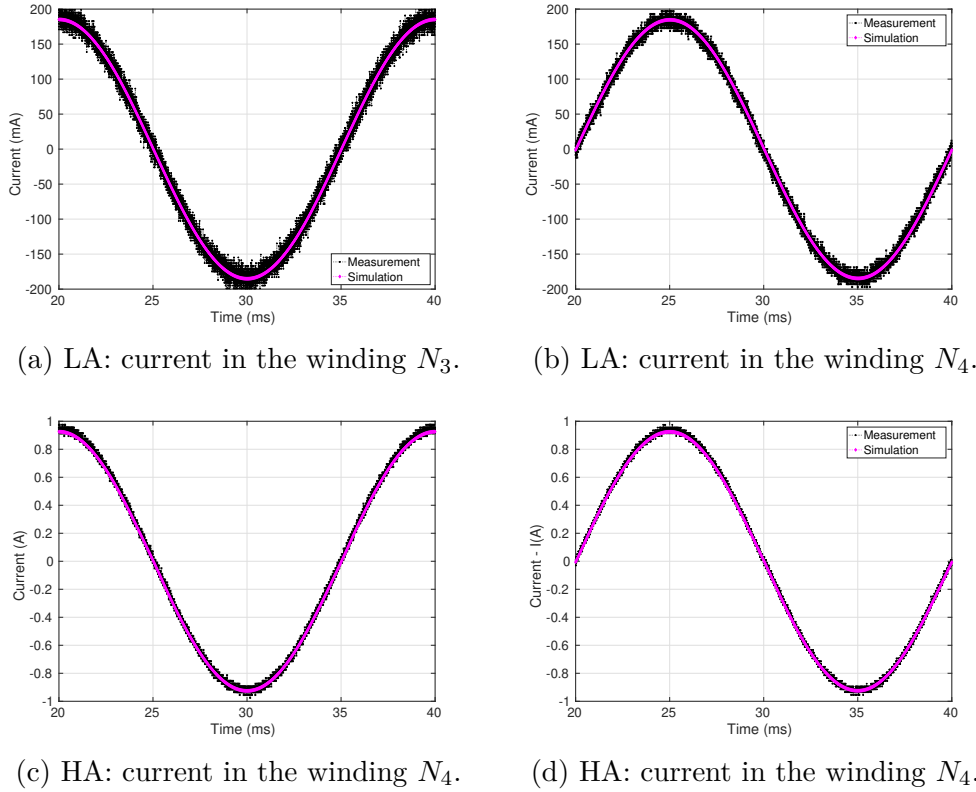 200
150
100
50
0
-50
-100
-150
-200
Current (mA)
Measurement
Simulation
20 25 30 35 40
Time (ms)
(a) LA: current in the winding N3.
200
150
100
50
0
-50
-100
-150
-200
Current (mA)
Measurement
Simulation
20 25 30 35 40
Time (ms)
(b) LA: current in the winding N4.
1
0.8
0.6
0.4
0.2
0
-0.2
-0.4
-0.6
-0.8
-1
Current (A)
20 25 30 35 40
Time (ms)
(c) HA: current in the winding N4.
1
0.8
0.6
0.4
0.2
0
-0.2
-0.4
-0.6
-0.8
-1
Current - I(A)
Measurement
Simulation
20 25 30 35 40
Time (ms)
(d) HA: current in the winding N4.